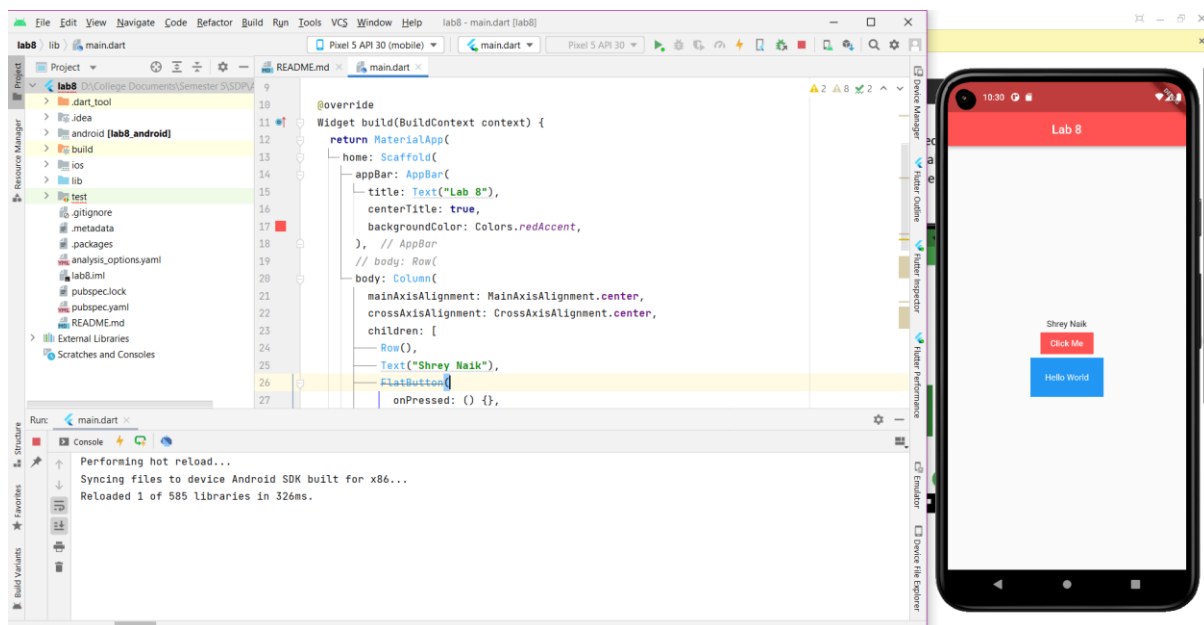 File Edit View Navigate Code Refactor Build Run Tools VCS Window Help lab8 - main.dart [lab8]
lab8 lib main.dart Pixel 5 API 30 (mobile) main.dart Pixel 5 API 30
Project README.md main.dart
lab8 D:\College Documents\Semester 5\SDP\
.dart_tool
.idea
android [lab8_android]
build
ios
lib
test
.gitignore
.metadata
.packages
analysis_options.yaml
lab8.iml
pubspec.lock
pubspec.yaml
README.md
External Libraries
Scratches and Consoles
2 8 2
9
10 @override
11 Widget build(BuildContext context) {
12 return MaterialApp(
13 home: Scaffold(
14 appBar: AppBar(
15 title: Text("Lab 8"),
16 centerTitle: true,
17 backgroundColor: Colors.redAccent,
18 ), // AppBar
19 // body: Row(
20 body: Column(
21 mainAxisAlignment: MainAxisAlignment.center,
22 crossAxisAlignment: CrossAxisAlignment.center,
23 children: [
24 Row(),
25 Text("Shrey Naik"),
26 FlatButton(
27 onPressed: () {},
Run: main.dart
Console
Performing hot reload...
Syncing files to device Android SDK built for x86...
Reloaded 1 of 585 libraries in 326ms.
Project
Resource Manager
Structure
Favorites
Build Variants
Device Manager
Flutter Outline
Flutter Inspector
Flutter Performance
Emulator
Device File Explorer
10:30
Lab 8
Shrey Naik
Click Me
Hello World